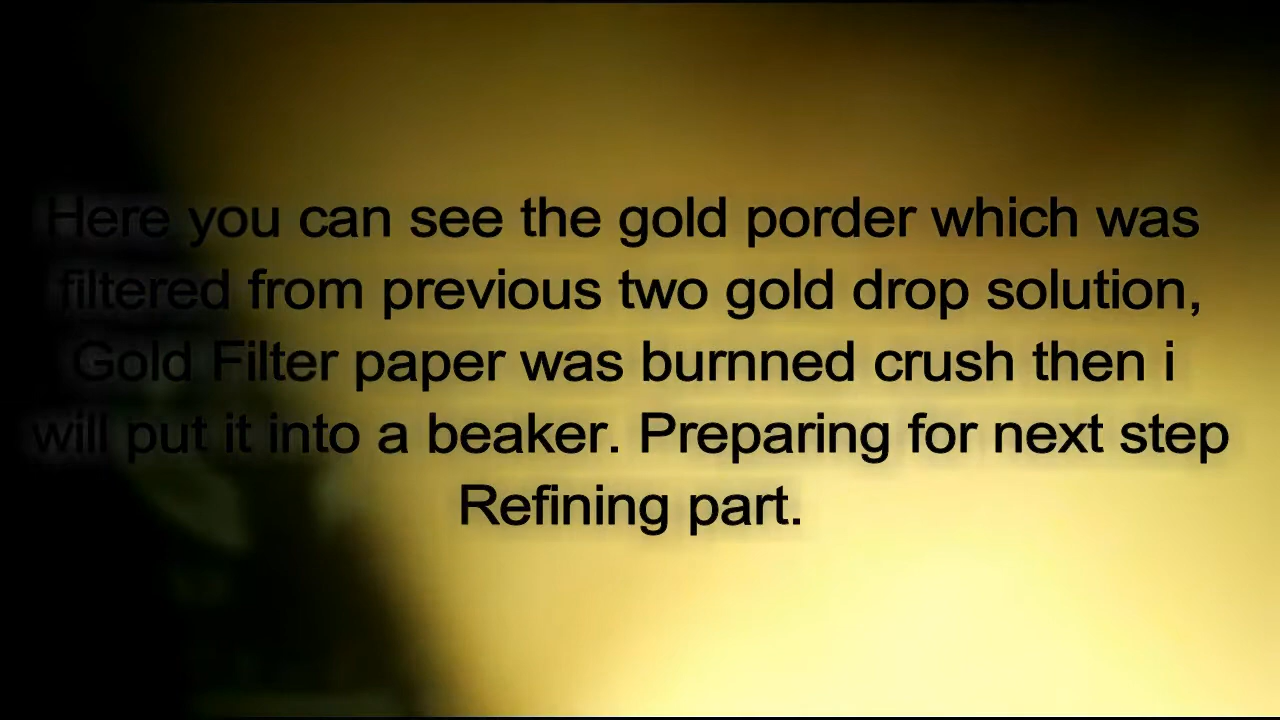 Here you can see the gold porder which was
filtered from previous two gold drop solution,
Gold Filter paper was burnned crush then i
will put it into a beaker. Preparing for next step
Refining part.